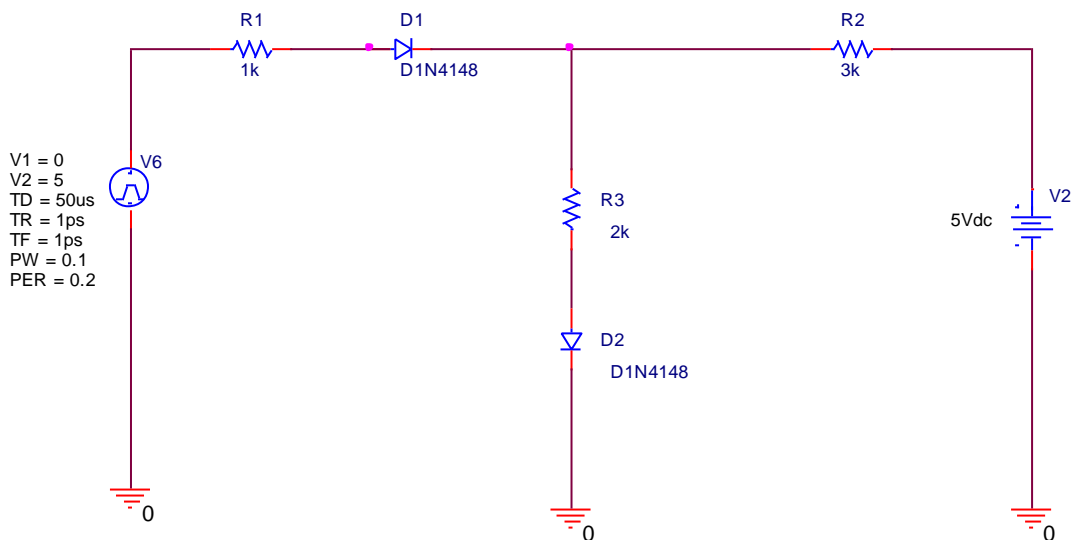 R1
D1
R2
1k
D1N4148
3k
V1 = 0
V2 = 5
TD = 50us
TR = 1ps
TF = 1ps
PW = 0.1
PER = 0.2
V6
R3
2k
5Vdc
V2
D2
D1N4148
0
0
0